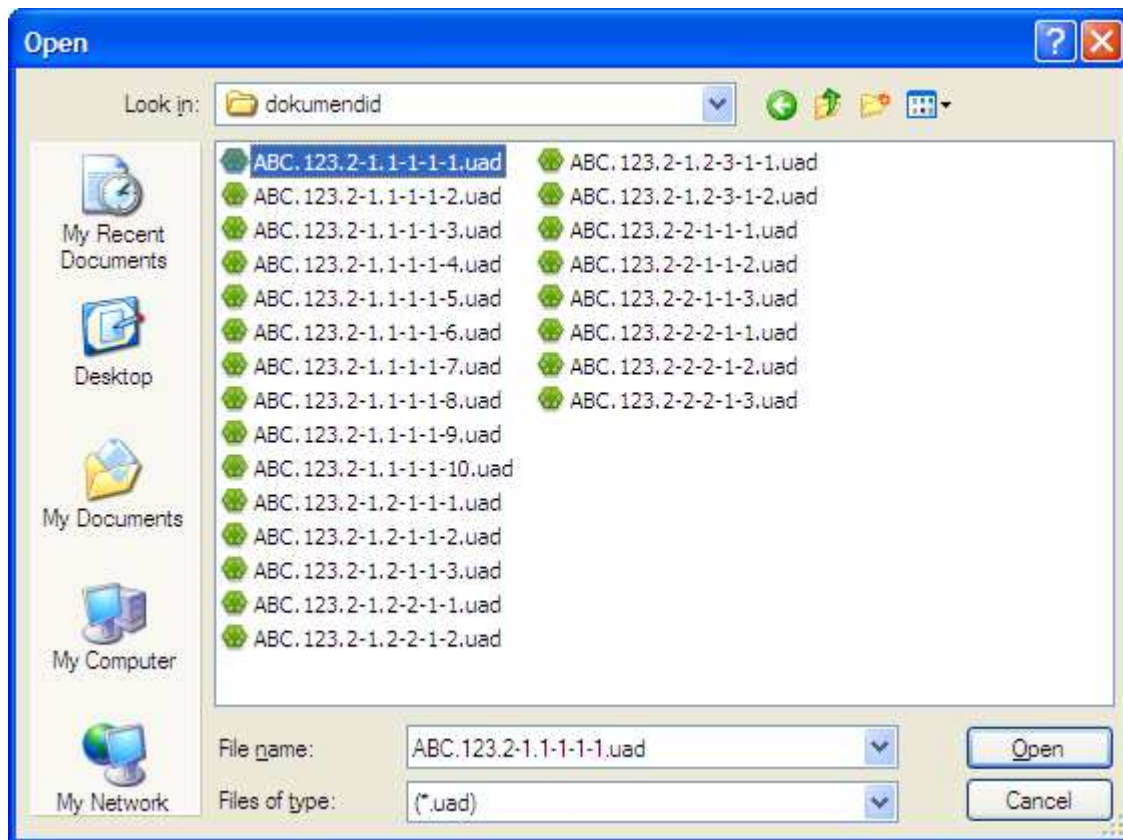 Open
Look in:
dokumendid
My Recent
Documents
Desktop
My Documents
My Computer
My Network
ABC.123.2-1.1-1-1-1.uad
ABC.123.2-1.1-1-1-2.uad
ABC.123.2-1.1-1-1-3.uad
ABC.123.2-1.1-1-1-4.uad
ABC.123.2-1.1-1-1-5.uad
ABC.123.2-1.1-1-1-6.uad
ABC.123.2-1.1-1-1-7.uad
ABC.123.2-1.1-1-1-8.uad
ABC.123.2-1.1-1-1-9.uad
ABC.123.2-1.1-1-1-10.uad
ABC.123.2-1.2-1-1-1.uad
ABC.123.2-1.2-1-1-2.uad
ABC.123.2-1.2-1-1-3.uad
ABC.123.2-1.2-2-1-1.uad
ABC.123.2-1.2-2-1-2.uad
ABC.123.2-1.2-3-1-1.uad
ABC.123.2-1.2-3-1-2.uad
ABC.123.2-2-1-1-1.uad
ABC.123.2-2-1-1-2.uad
ABC.123.2-2-1-1-3.uad
ABC.123.2-2-2-1-1.uad
ABC.123.2-2-2-1-2.uad
ABC.123.2-2-2-1-3.uad
File name:
ABC.123.2-1.1-1-1-1.uad
Open
Files of type:
(*.uad)
Cancel